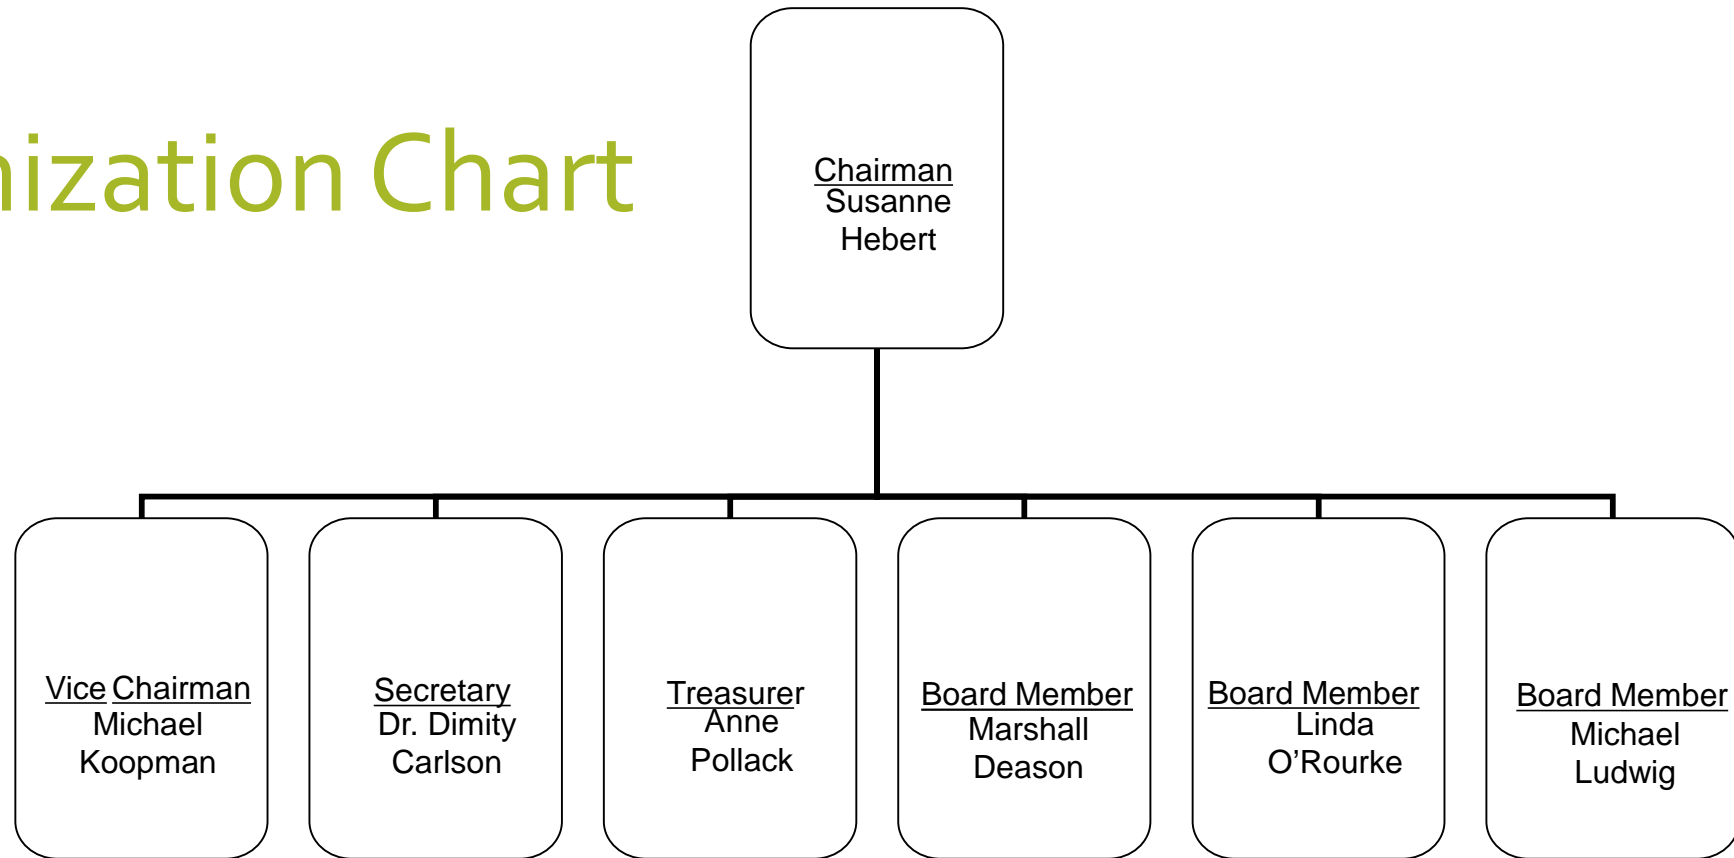 nization Chart
Chairman
Susanne
Hebert
Vice Chairman
Michael
Koopman
Secretary
Dr. Dimity
Carlson
Treasurer
Anne
Pollack
Board Member
Marshall
Deason
Board Member
Linda
O’Rourke
Board Member
Michael
Ludwig